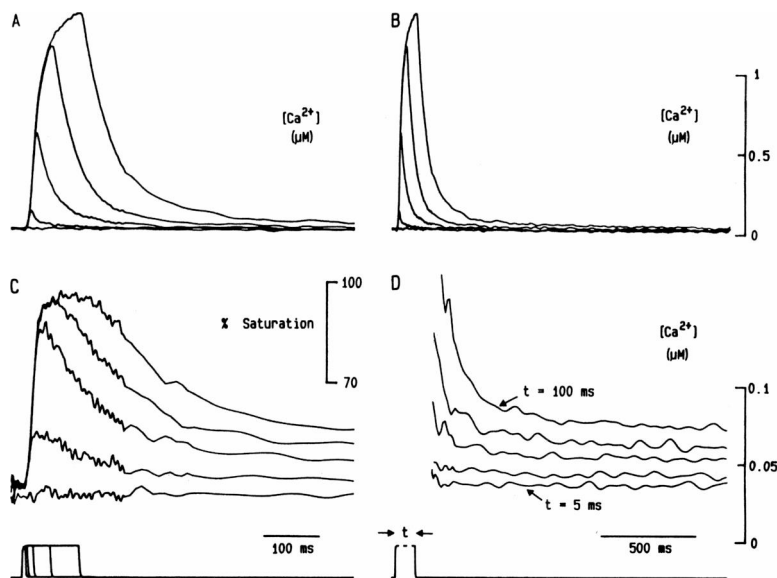 A
B
[Ca²⁺]
(μM)
[Ca²⁺]
(μM)
1
0.5
0
C
100
% Saturation
70
D
[Ca²⁺]
(μM)
t = 100 ms
0.1
0.05
t = 5 ms
0
t
100 ms
500 ms